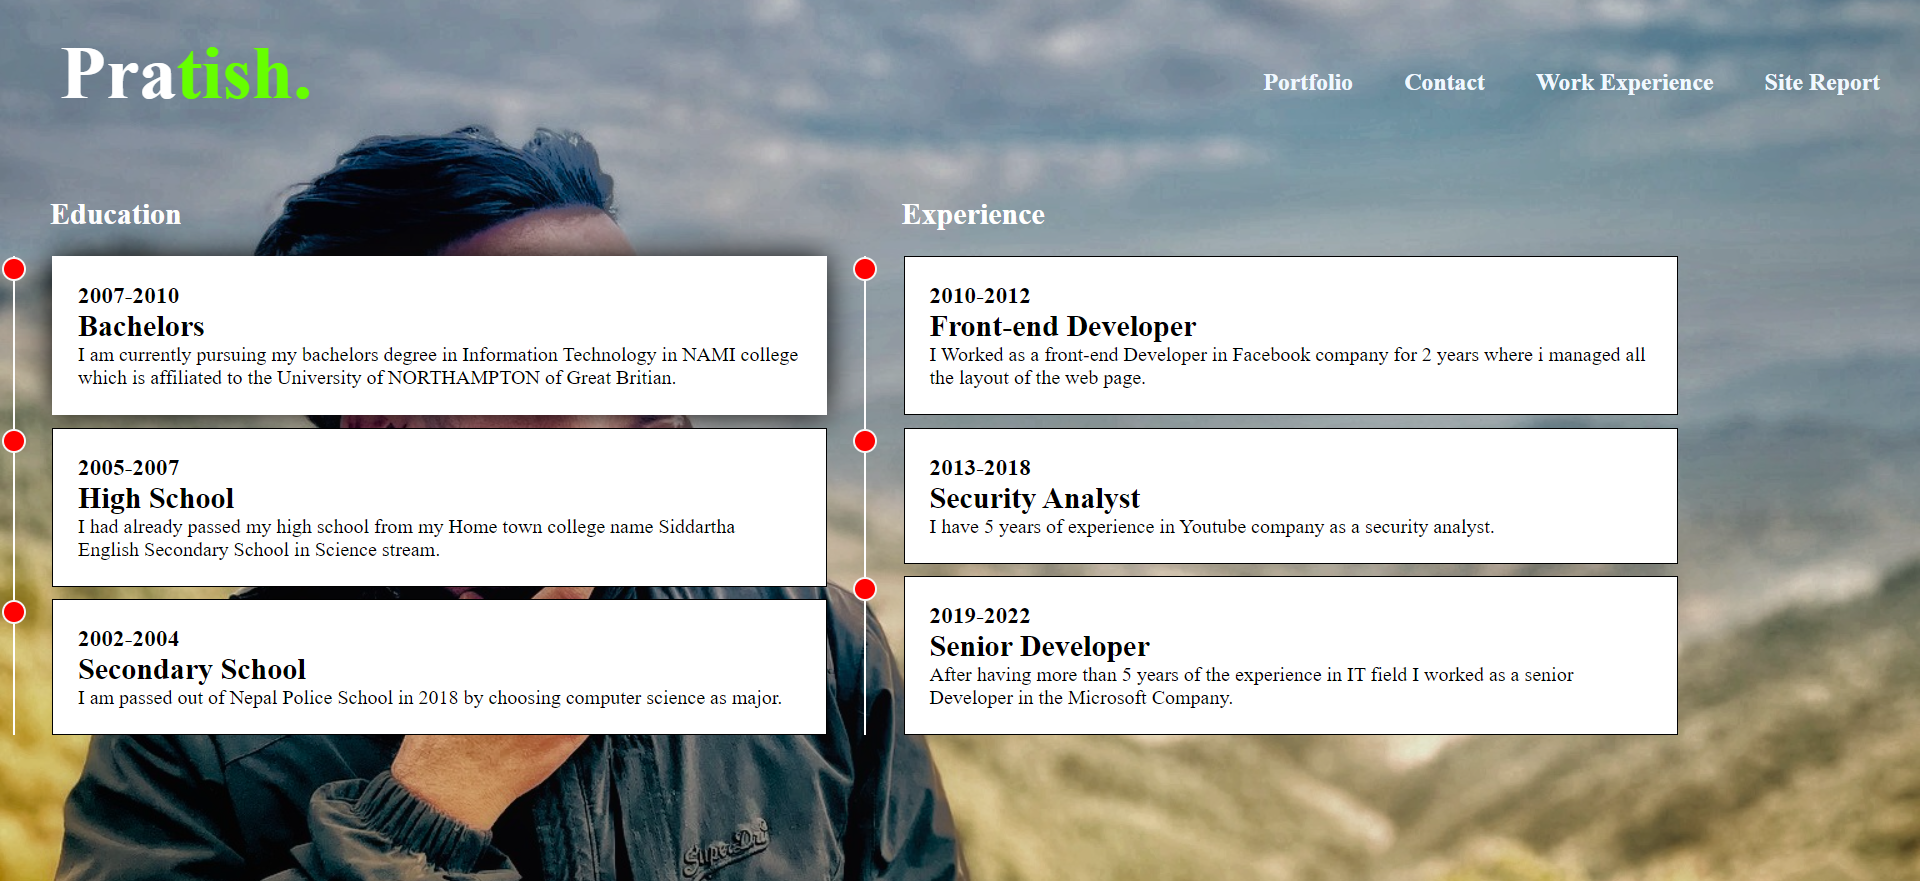 Pratish.
Portfolio Contact Work Experience Site Report
Education
2007-2010
Bachelors
I am currently pursuing my bachelors degree in Information Technology in NAMI college
which is affiliated to the University of NORTHAMPTON of Great Britian.
2005-2007
High School
I had already passed my high school from my Home town college name Siddartha
English Secondary School in Science stream.
2002-2004
Secondary School
I am passed out of Nepal Police School in 2018 by choosing computer science as major.
Experience
2010-2012
Front-end Developer
I Worked as a front-end Developer in Facebook company for 2 years where i managed all
the layout of the web page.
2013-2018
Security Analyst
I have 5 years of experience in Youtube company as a security analyst.
2019-2022
Senior Developer
After having more than 5 years of the experience in IT field I worked as a senior
Developer in the Microsoft Company.
SuperDry